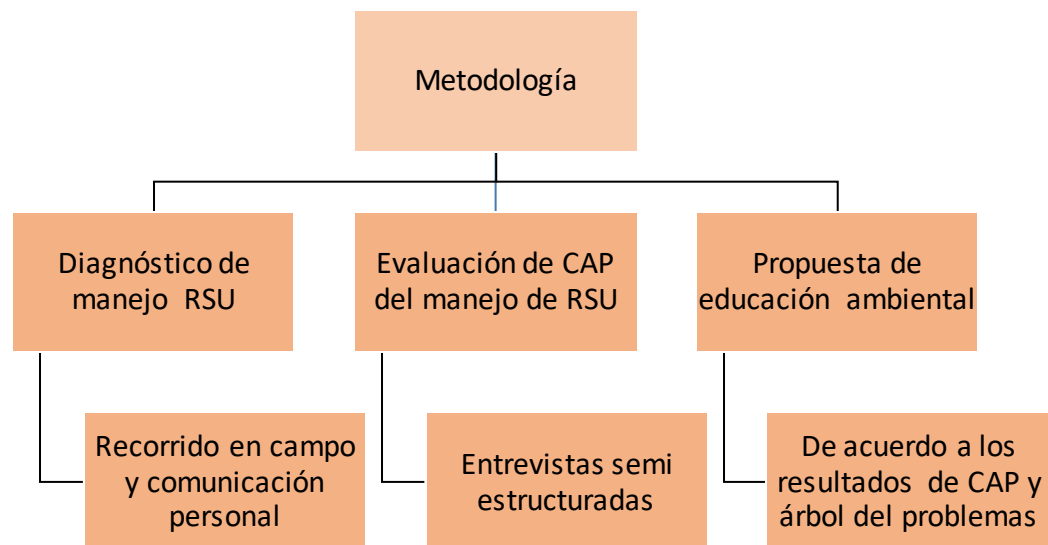 Metodología
Diagnóstico de
manejo RSU
Evaluación de CAP
del manejo de RSU
Propuesta de
educación ambiental
Recorrido en campo
y comunicación
personal
Entrevistas semi
estructuradas
De acuerdo a los
resultados de CAP y
árbol del problemas